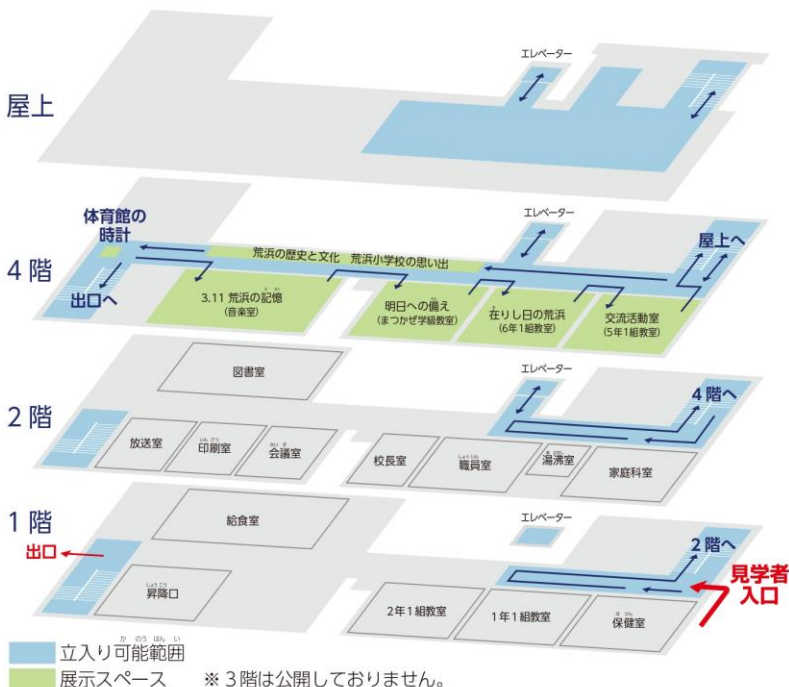 エレベーター
屋上
体育館の
時計
エレベーター
荒浜の歴史と文化 荒浜小学校の思い出
屋上へ
4階
出口へ
3.11 荒浜の記憶
(音楽室)
明日への備え
(まつかぜ学級教室)
在りし日の荒浜
(6年1組教室)
交流活動室
(5年1組教室)
図書室
エレベーター
4階へ
2階
放送室
印刷室
会議室
校長室
職員室
湯沸室
家庭科室
1階
給食室
エレベーター
2階へ
出口
見学者
入口
昇降口
2年1組教室
1年1組教室
保健室
立入り可能範囲
展示スペース ※3階は公開しておりません。